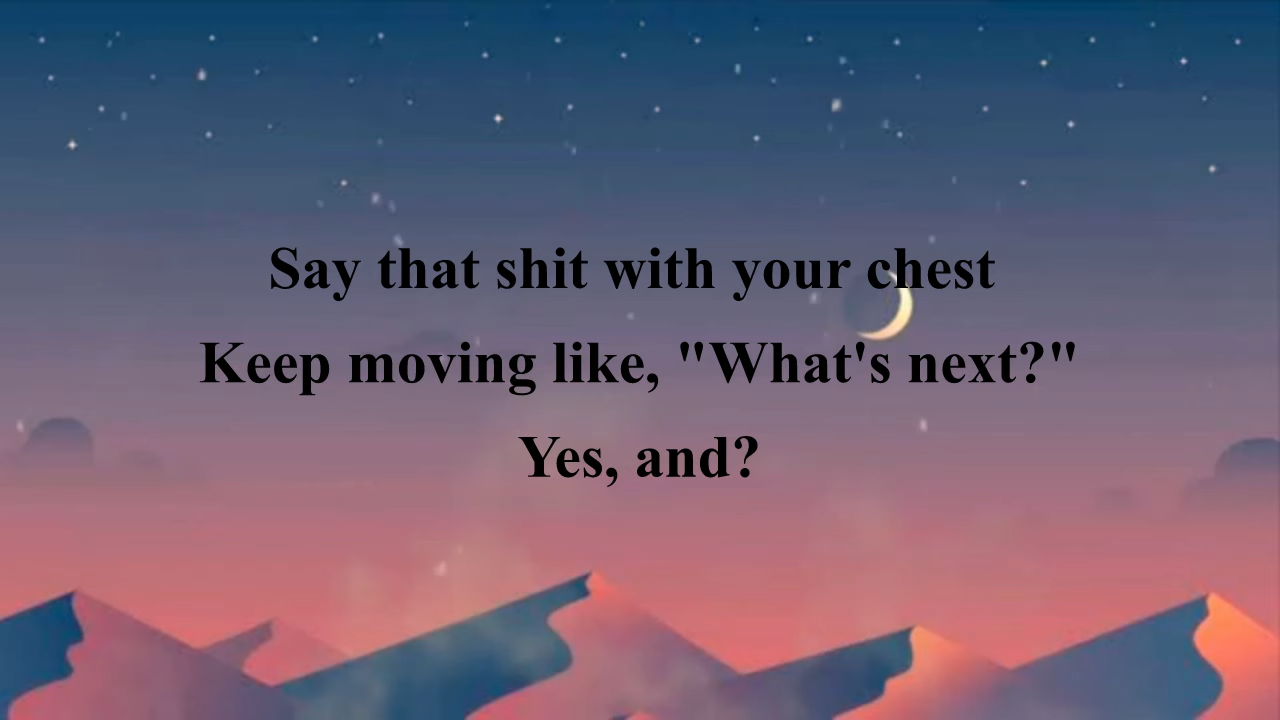 Say that shit with your chest
Keep moving like, "What's next?"
Yes, and?